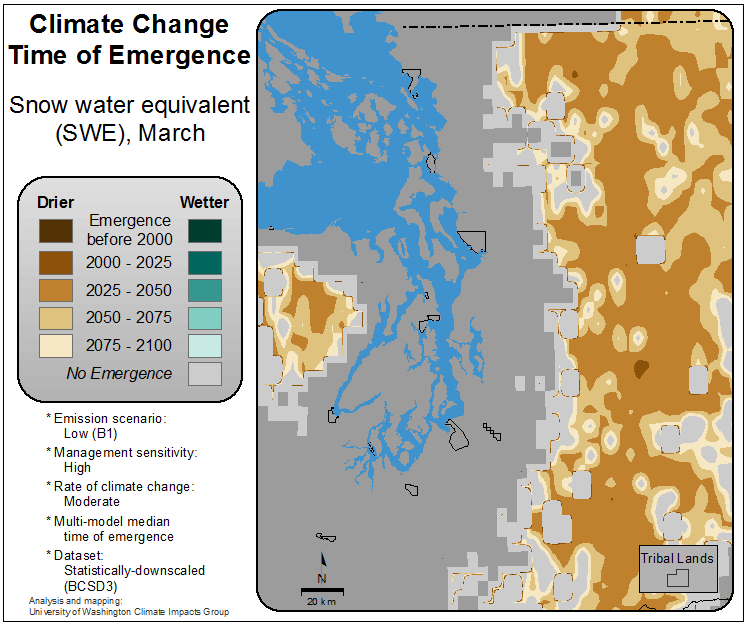 Climate Change
Time of Emergence
Snow water equivalent
(SWE), March
Drier
Wetter
Emergence
before 2000
2000 - 2025
2025 - 2050
2050 - 2075
2075 - 2100
No Emergence
* Emission scenario:
Low (B1)
* Management sensitivity:
High
* Rate of climate change:
Moderate
* Multi-model median
time of emergence
* Dataset:
Statistically-downscaled
(BCSD3)
Analysis and mapping:
University of Washington Climate Impacts Group
N
20 km
Tribal Lands